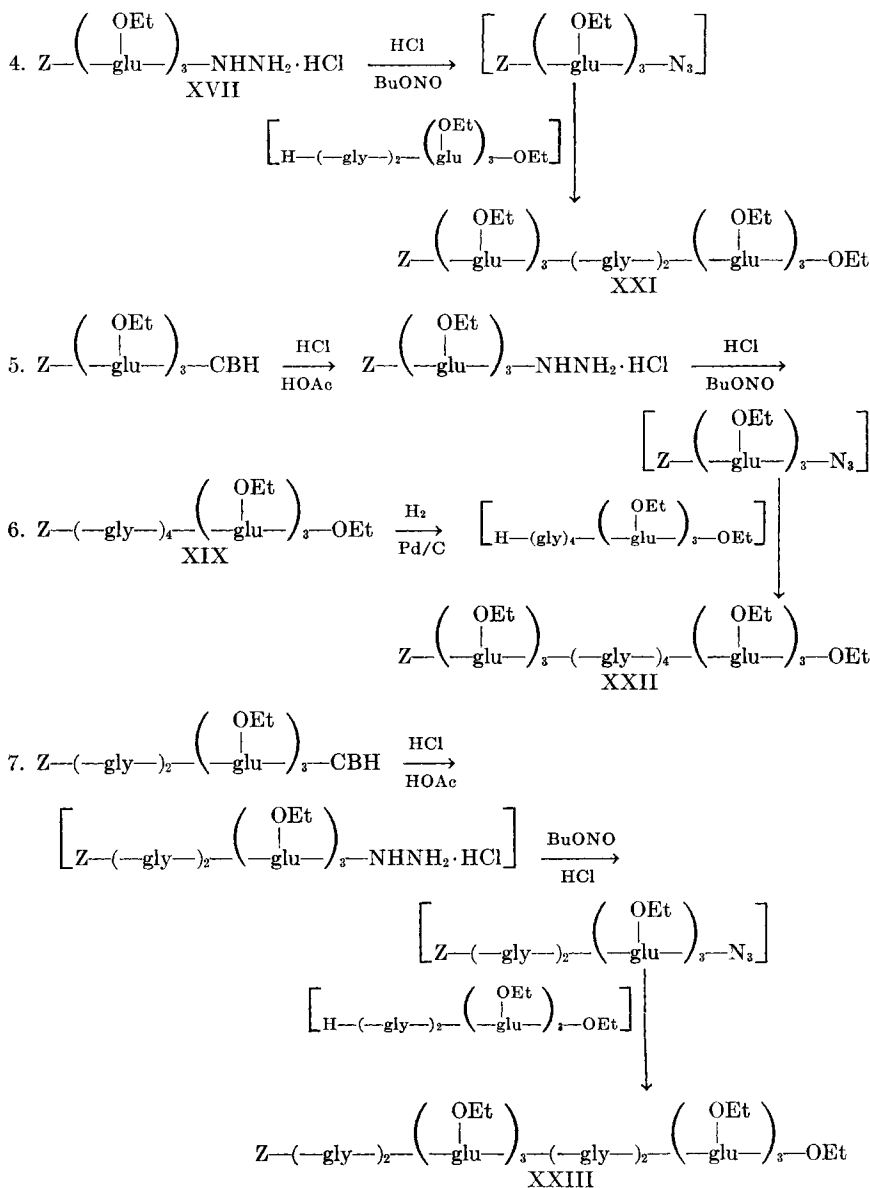 4. Z—(—glu(OEt)—)₃—NHNH₂·HCl HCl BuONO [Z—(—glu(OEt)—)₃—N₃]
XVII
[H—(—gly—)₂—(glu(OEt))₃—OEt]
Z—(—glu(OEt)—)₃—(—gly—)₂—(—glu(OEt)—)₃—OEt
XXI
5. Z—(—glu(OEt)—)₃—CBH HCl HOAc Z—(—glu(OEt)—)₃—NHNH₂·HCl HCl BuONO
[Z—(—glu(OEt)—)₃—N₃]
6. Z—(—gly—)₄—(—glu(OEt)—)₃—OEt H₂ Pd/C [H—(gly)₄—(—glu(OEt)—)₃—OEt]
XIX
Z—(—glu(OEt)—)₃—(—gly—)₄—(—glu(OEt)—)₃—OEt
XXII
7. Z—(—gly—)₂—(—glu(OEt)—)₃—CBH HCl HOAc
[Z—(—gly—)₂—(—glu(OEt)—)₃—NHNH₂·HCl] BuONO HCl
[Z—(—gly—)₂—(—glu(OEt)—)₃—N₃]
[H—(—gly—)₂—(—glu(OEt)—)₃—OEt]
Z—(—gly—)₂—(—glu(OEt)—)₃—(—gly—)₂—(—glu(OEt)—)₃—OEt
XXIII